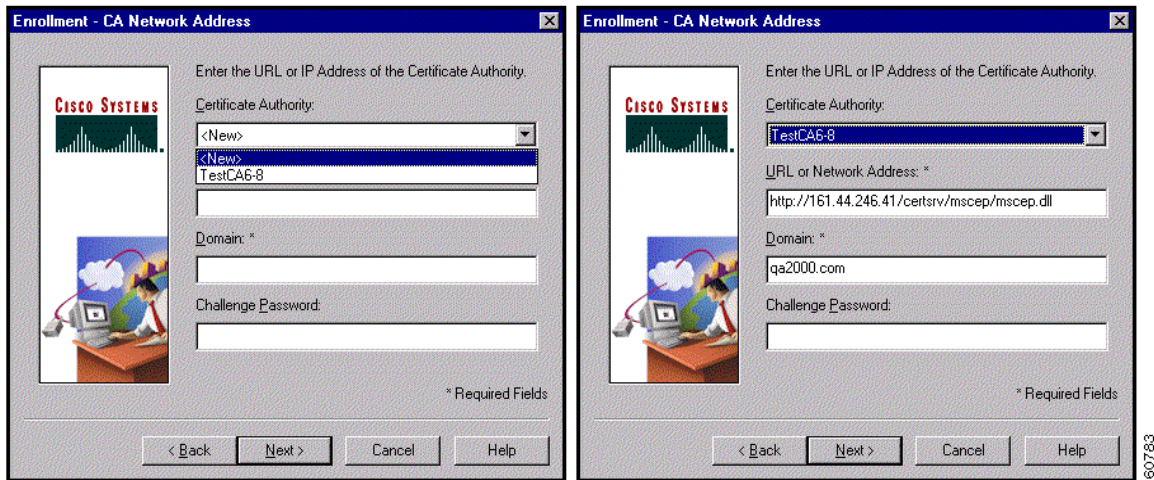 Enrollment - CA Network Address
Enter the URL or IP Address of the Certificate Authority.
CISCO SYSTEMS
Certificate Authority:
<New>
<New>
TestCA6-8
Domain: *
Challenge Password:
* Required Fields
< Back
Next >
Cancel
Help
Enrollment - CA Network Address
Enter the URL or IP Address of the Certificate Authority.
CISCO SYSTEMS
Certificate Authority:
TestCA6-8
URL or Network Address: *
http://161.44.246.41/certsrv/mscep/mscep.dll
Domain: *
qa2000.com
Challenge Password:
* Required Fields
< Back
Next >
Cancel
Help
60783